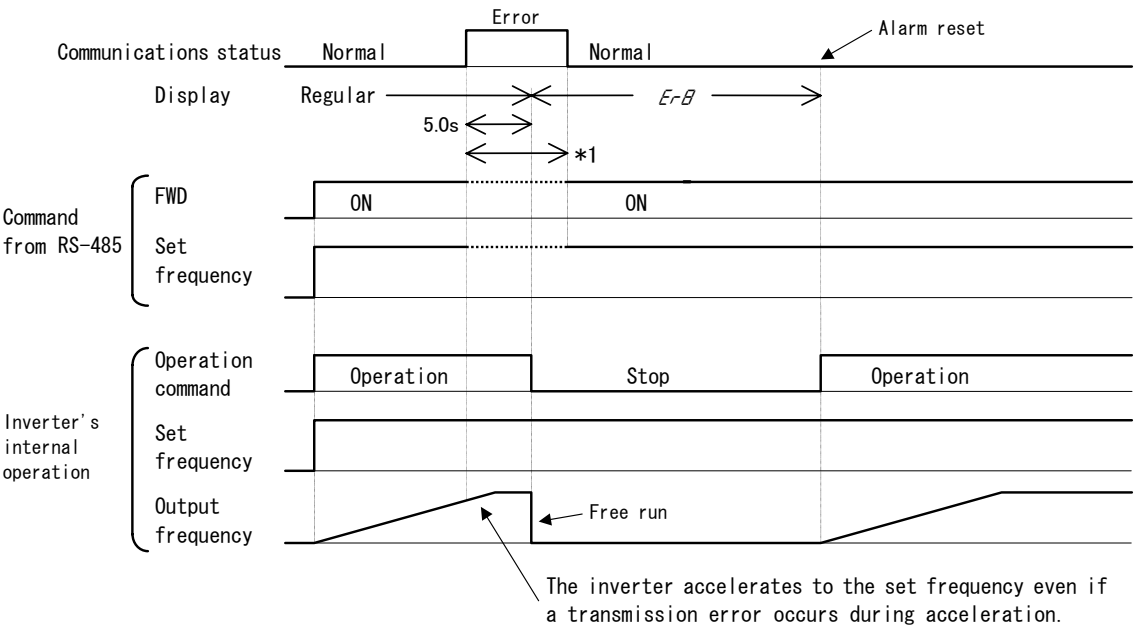 Error
Alarm reset
Communications status Normal Normal
Display Regular Er8
5.0s
*1
Command
from RS-485
FWD ON ON
Set
frequency
Inverter's
internal
operation
Operation
command
Operation Stop Operation
Set
frequency
Output
frequency
Free run
The inverter accelerates to the set frequency even if
a transmission error occurs during acceleration.